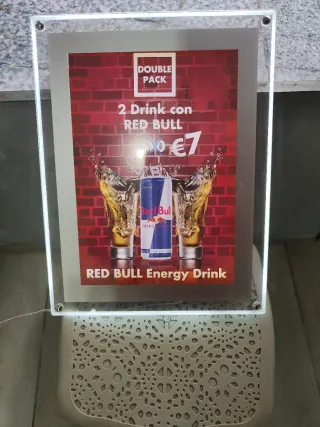 DOUBLE
PACK
2 Drink con
RED BULL
€7
Red Bull
RED BULL Energy Drink